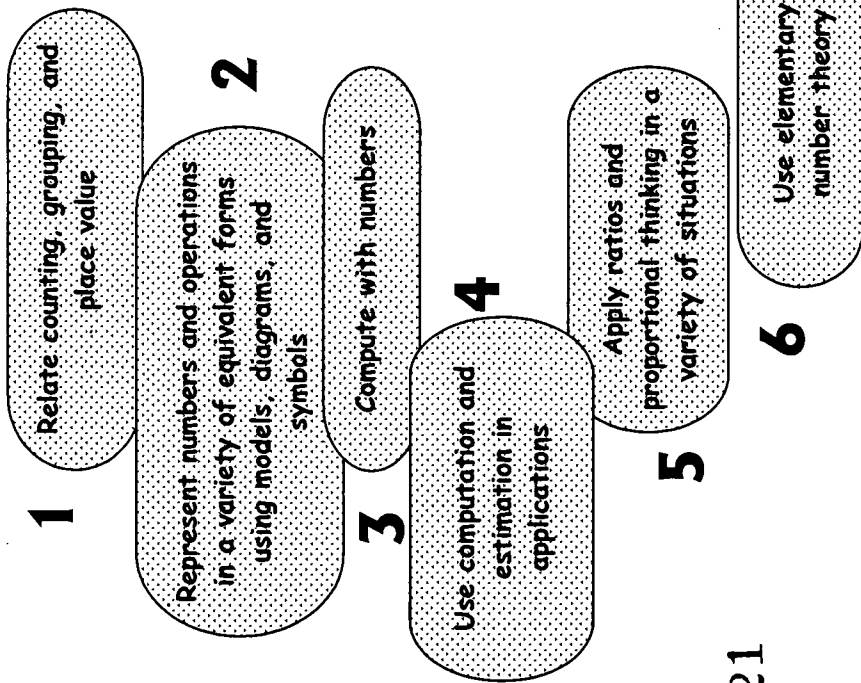 1
Relate counting, grouping, and
place value
2
Represent numbers and operations
in a variety of equivalent forms
using models, diagrams, and
symbols
3
Compute with numbers
4
Use computation and
estimation in
applications
5
Apply ratios and
proportional thinking in a
variety of situations
6
Use elementary
number theory
21